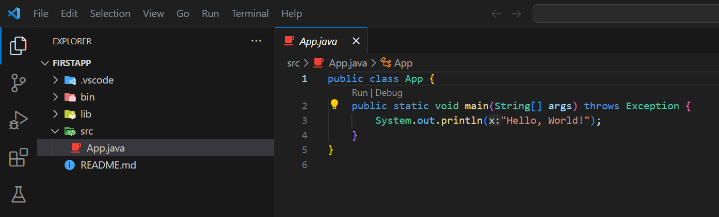 File Edit Selection View Go Run Terminal Help
EXPLORER ...
FIRSTAPP
.vscode
bin
lib
src
App.java
README.md
App.java
src > App.java > App
1 public class App {
Run | Debug
2 public static void main(String[] args) throws Exception {
3 System.out.println(x:"Hello, World!");
4 }
5 }
6